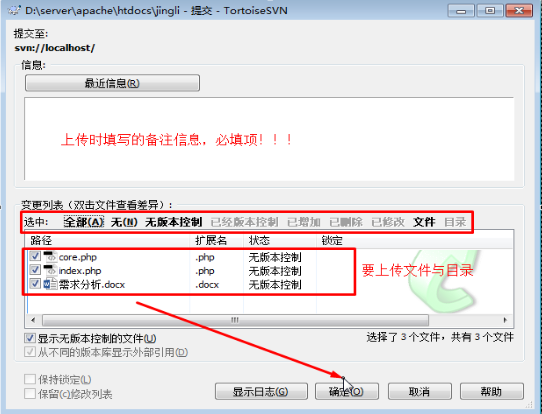 D:\server\apache\htdocs\jingli - 提交 - TortoiseSVN
提交至:
svn://localhost/
信息:
最近信息(R)
上传时填写的备注信息，必填项！！！
变更列表（双击文件查看差异）:
选中: 全部(A) 无(N) 无版本控制 已经版本控制 已增加 已删除 已修改 文件 目录
路径 扩展名 状态 锁定
core.php .php 无版本控制
index.php .php 无版本控制
需求分析.docx .docx 无版本控制
要上传文件与目录
显示无版本控制的文件(U) 选择了 3 个文件，共有 3 个文件
从不同的版本库显示外部引用(D)
保持锁定(L)
保留(c)修改列表
显示日志(G) 确定(O) 取消 帮助